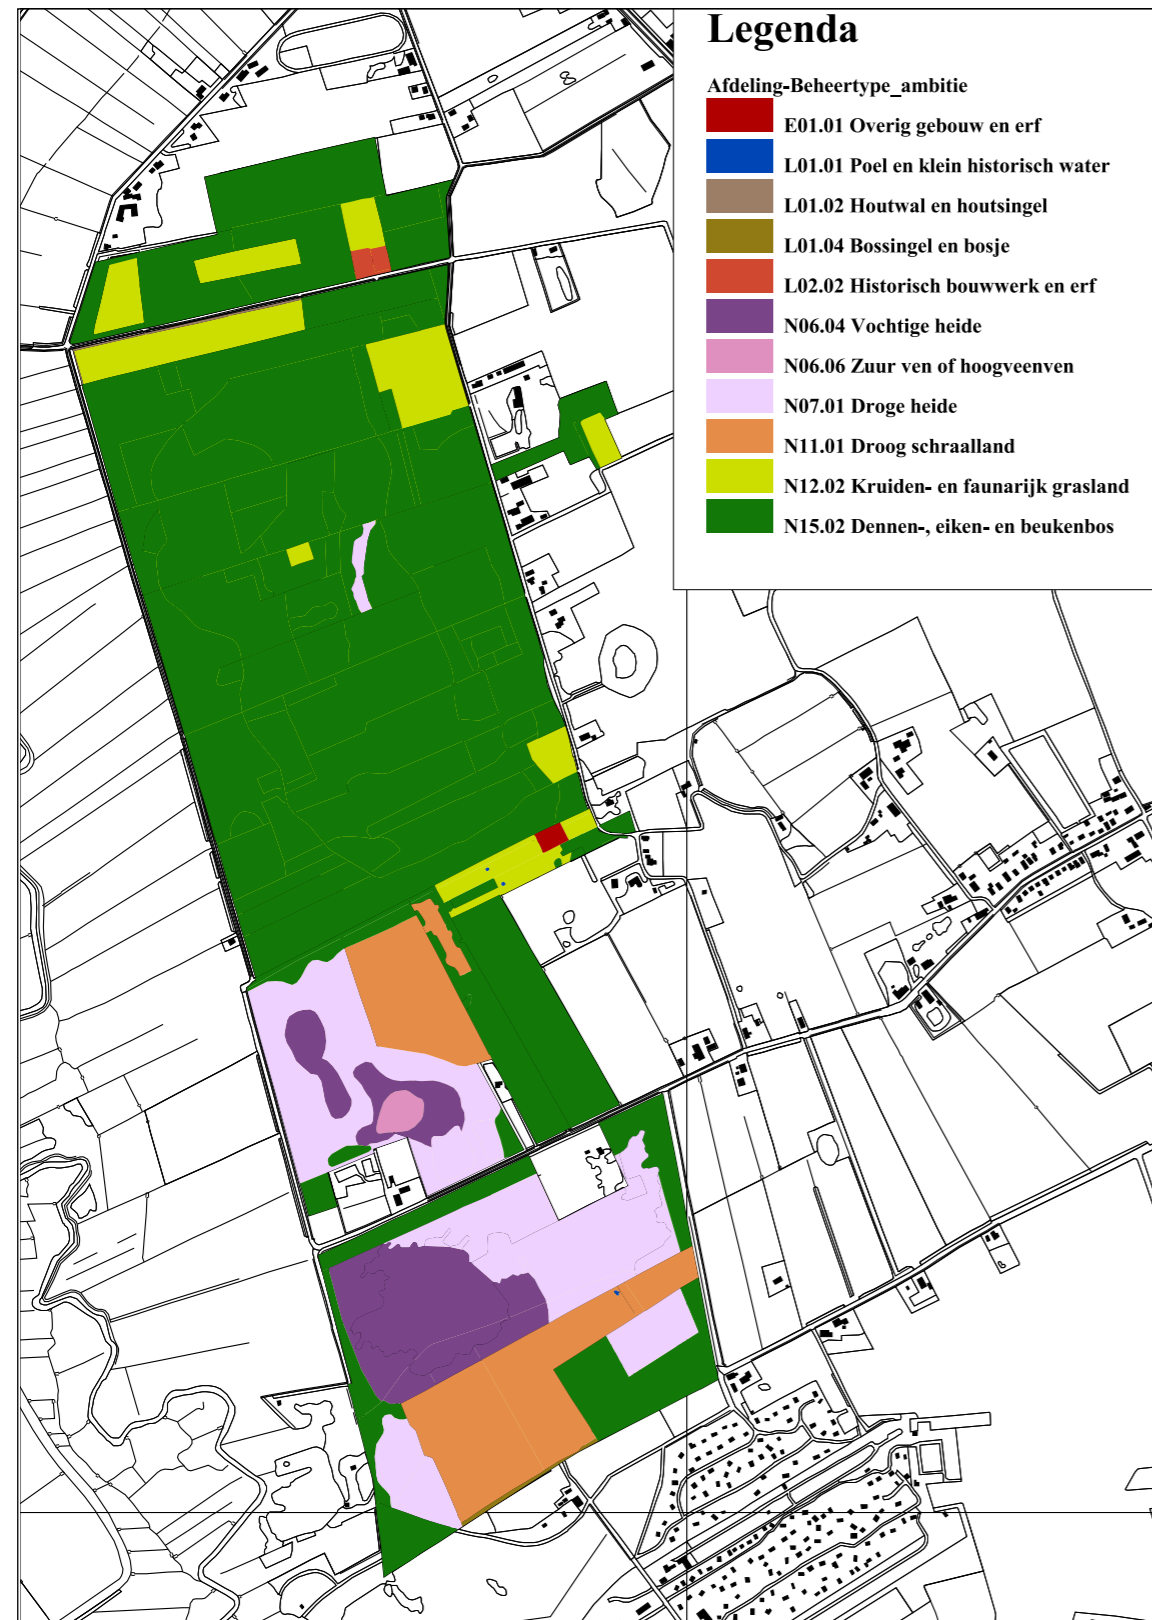 Legenda
Afdeling-Beheertype_ambitie
E01.01 Overig gebouw en erf
L01.01 Poel en klein historisch water
L01.02 Houtwal en houtsingel
L01.04 Bossingel en bosje
L02.02 Historisch bouwwerk en erf
N06.04 Vochtige heide
N06.06 Zuur ven of hoogveenven
N07.01 Droge heide
N11.01 Droog schraalland
N12.02 Kruiden- en faunarijk grasland
N15.02 Dennen-, eiken- en beukenbos